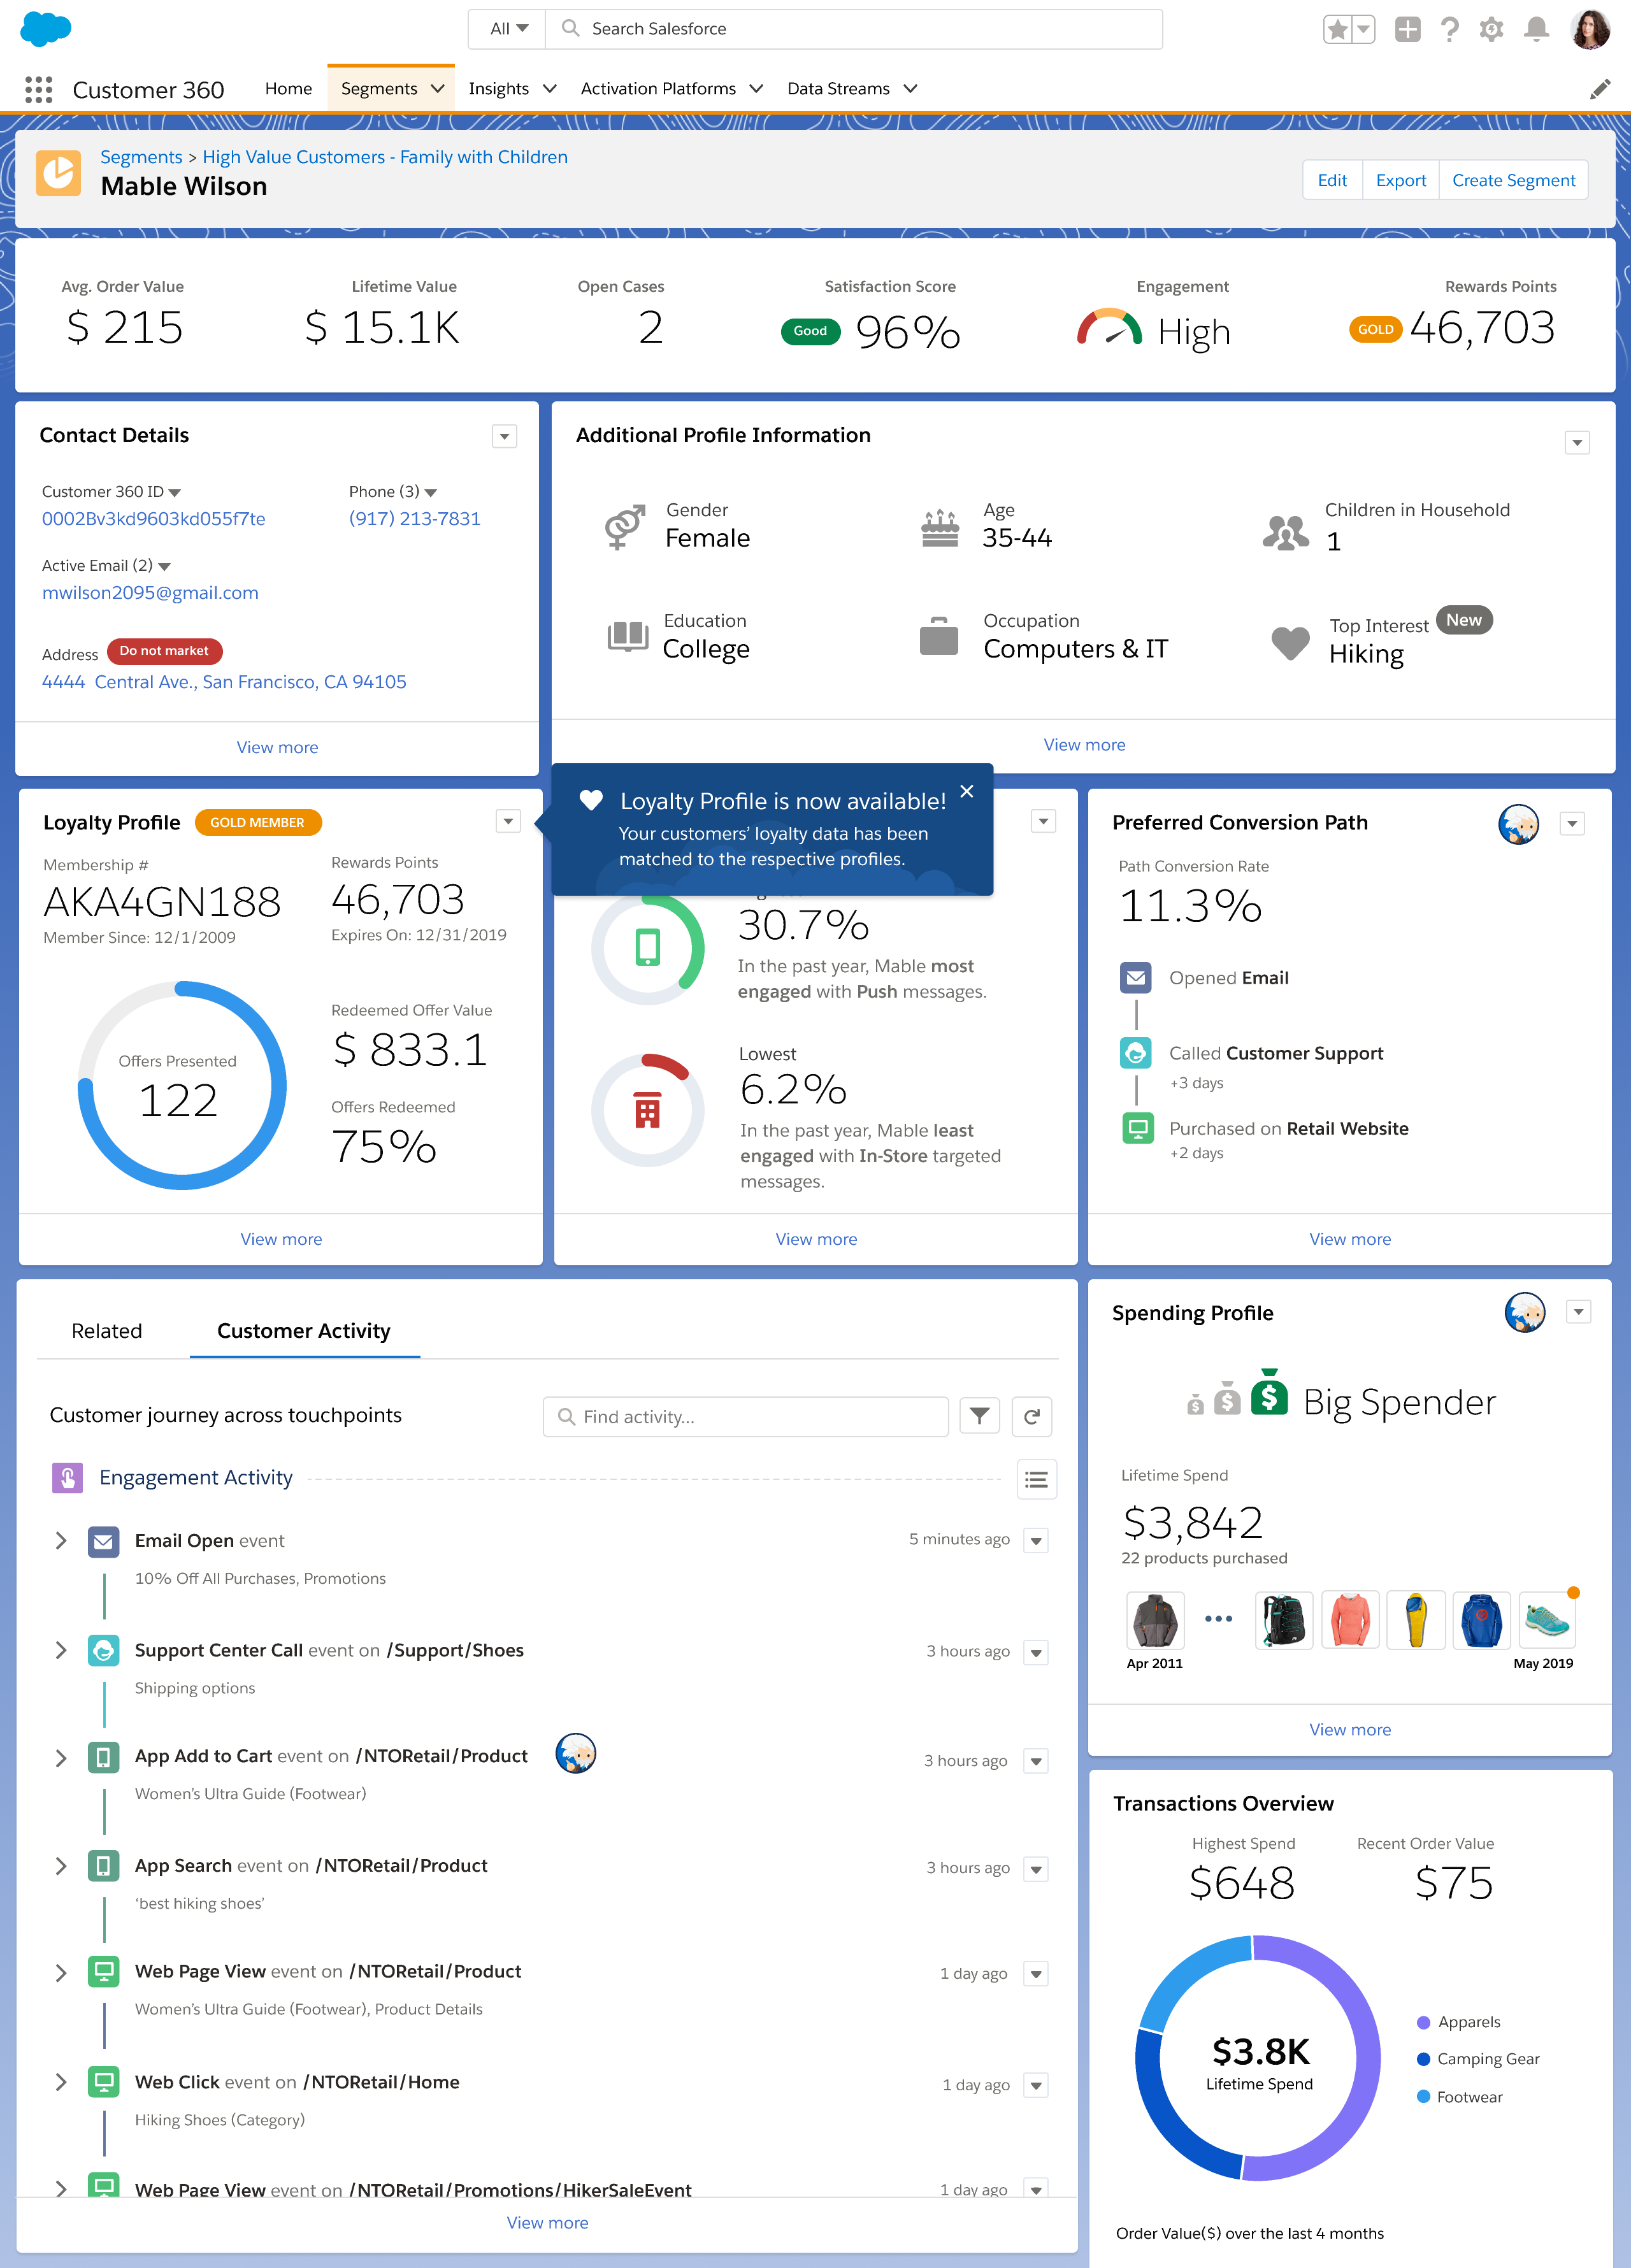 All
Search Salesforce
Customer 360
Home
Segments
Insights
Activation Platforms
Data Streams
Segments > High Value Customers - Family with Children
Mable Wilson
Edit
Export
Create Segment
Avg. Order Value
$ 215
Lifetime Value
$ 15.1K
Open Cases
2
Satisfaction Score
Good 96%
Engagement
High
Rewards Points
GOLD 46,703
Contact Details
Customer 360 ID
0002Bv3kd9603kd055f7te
Phone (3)
(917) 213-7831
Active Email (2)
mwilson2095@gmail.com
Address Do not market
4444 Central Ave., San Francisco, CA 94105
View more
Additional Profile Information
Gender
Female
Age
35-44
Children in Household
1
Education
College
Occupation
Computers & IT
Top Interest New
Hiking
View more
Loyalty Profile GOLD MEMBER
Membership #
AKA4GN188
Member Since: 12/1/2009
Rewards Points
46,703
Expires On: 12/31/2019
Offers Presented
122
Redeemed Offer Value
$ 833.1
Offers Redeemed
75%
View more
Loyalty Profile is now available!
Your customers’ loyalty data has been
matched to the respective profiles.
30.7%
In the past year, Mable most
engaged with Push messages.
Lowest
6.2%
In the past year, Mable least
engaged with In-Store targeted
messages.
View more
Preferred Conversion Path
Path Conversion Rate
11.3%
Opened Email
Called Customer Support
+3 days
Purchased on Retail Website
+2 days
View more
Related
Customer Activity
Customer journey across touchpoints
Find activity...
Engagement Activity
Email Open event
5 minutes ago
10% Off All Purchases, Promotions
Support Center Call event on /Support/Shoes
3 hours ago
Shipping options
App Add to Cart event on /NTORetail/Product
3 hours ago
Women’s Ultra Guide (Footwear)
App Search event on /NTORetail/Product
3 hours ago
‘best hiking shoes’
Web Page View event on /NTORetail/Product
1 day ago
Women’s Ultra Guide (Footwear), Product Details
Web Click event on /NTORetail/Home
1 day ago
Hiking Shoes (Category)
Web Page View event on /NTORetail/Promotions/HikerSaleEvent
1 day ago
View more
Spending Profile
Big Spender
Lifetime Spend
$3,842
22 products purchased
Apr 2011
May 2019
View more
Transactions Overview
Highest Spend
$648
Recent Order Value
$75
$3.8K
Lifetime Spend
Apparels
Camping Gear
Footwear
Order Value($) over the last 4 months